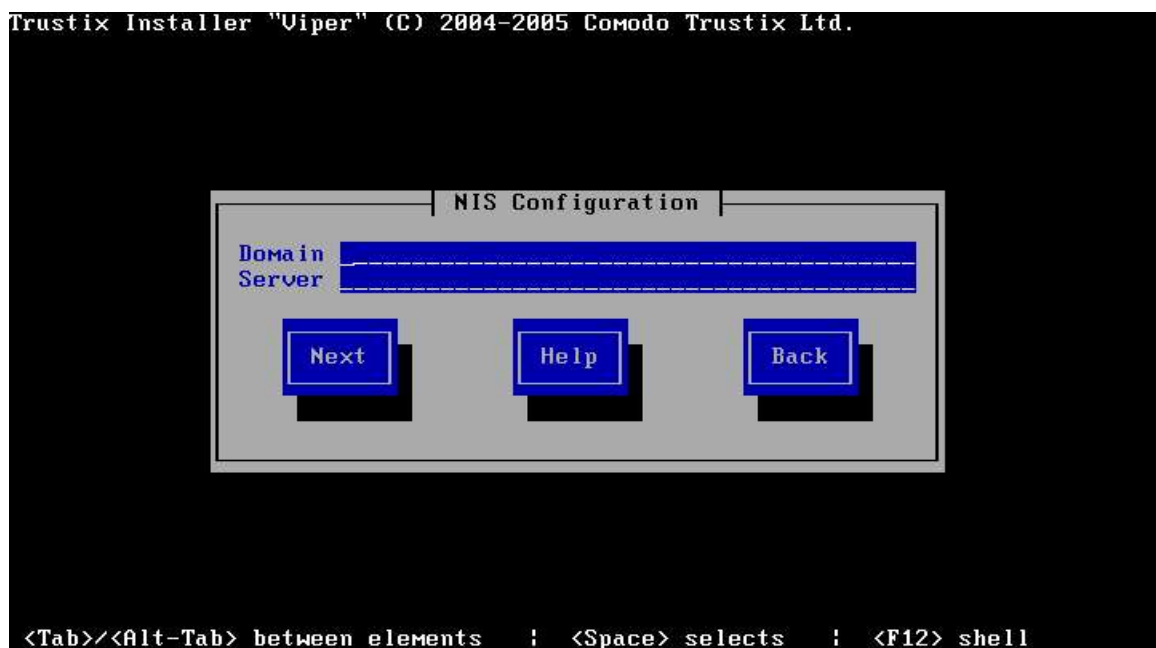 Trustix Installer "Viper" (C) 2004-2005 Comodo Trustix Ltd.
NIS Configuration
Domain
Server
Next Help Back
<Tab>/<Alt-Tab> between elements ¦ <Space> selects ¦ <F12> shell